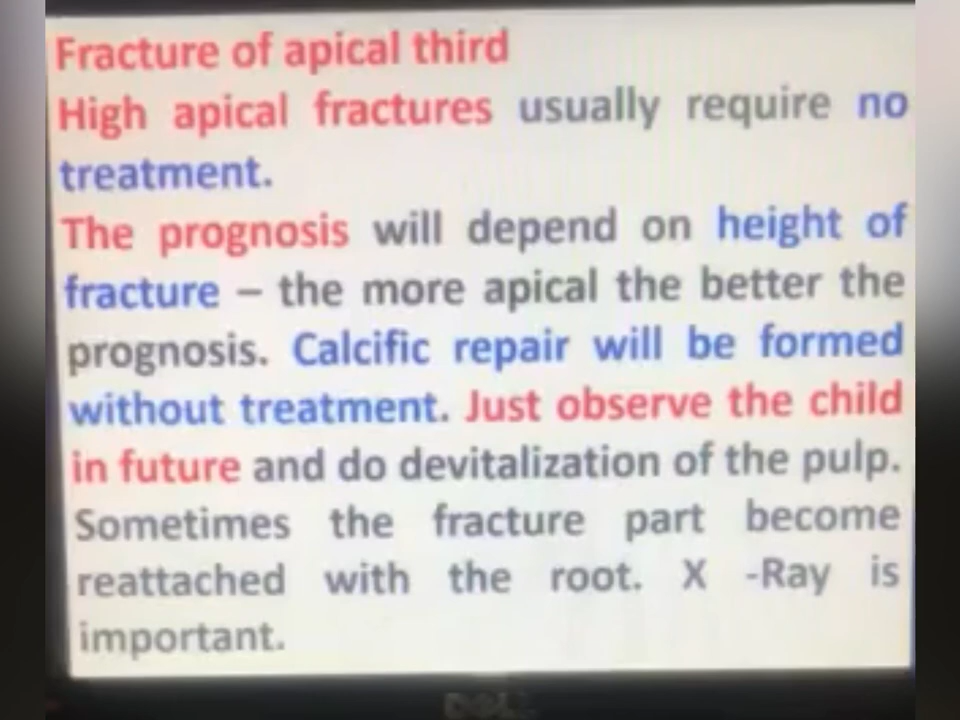 Fracture of apical third
High apical fractures usually require no
treatment.
The prognosis will depend on height of
fracture – the more apical the better the
prognosis. Calcific repair will be formed
without treatment. Just observe the child
in future and do devitalization of the pulp.
Sometimes the fracture part become
reattached with the root. X -Ray is
important.
DELL